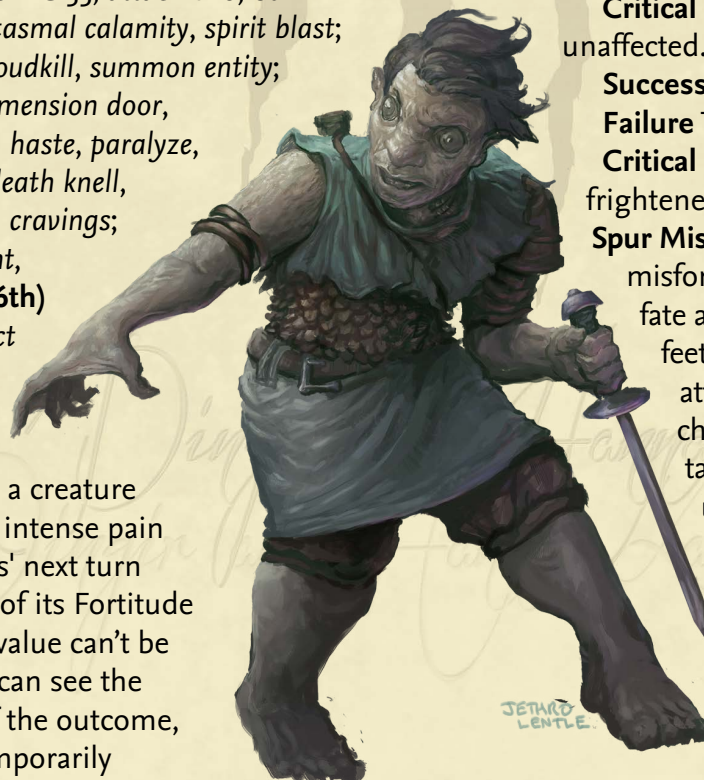 casmal calamity, spirit blast;
oudkill, summon entity;
mension door,
haste, paralyze,
death knell,
cravings;
nt,
6th)
ct
a creature
intense pain
s' next turn
of its Fortitude
value can't be
can see the
f the outcome,
mporarily
Critical
unaffected.
Success
Failure
Critical
frightene
Spur Mis
misfor
fate a
feet
at
ch
ta
JETHRO
LENTLE.